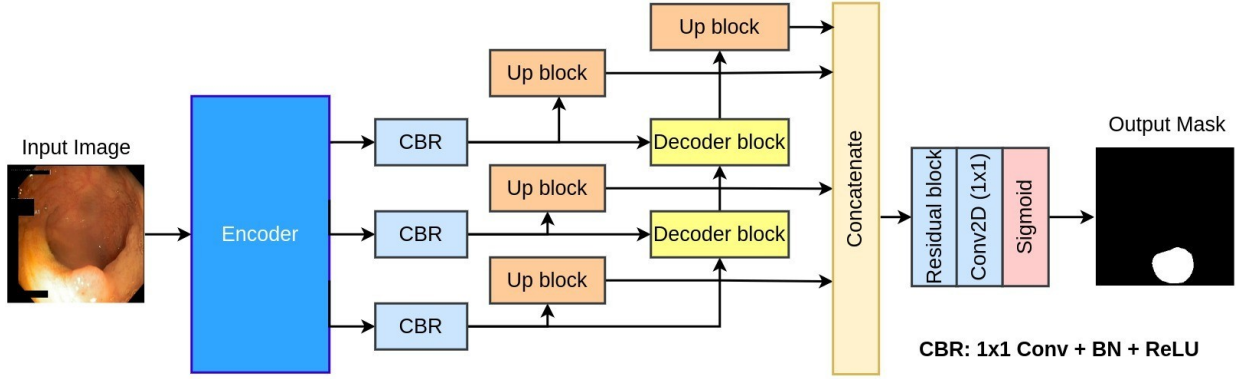 Input Image
Encoder
CBR
CBR
CBR
Up block
Up block
Up block
Up block
Decoder block
Decoder block
Concatenate
Residual block
Conv2D (1x1)
Sigmoid
Output Mask
CBR: 1x1 Conv + BN + ReLU